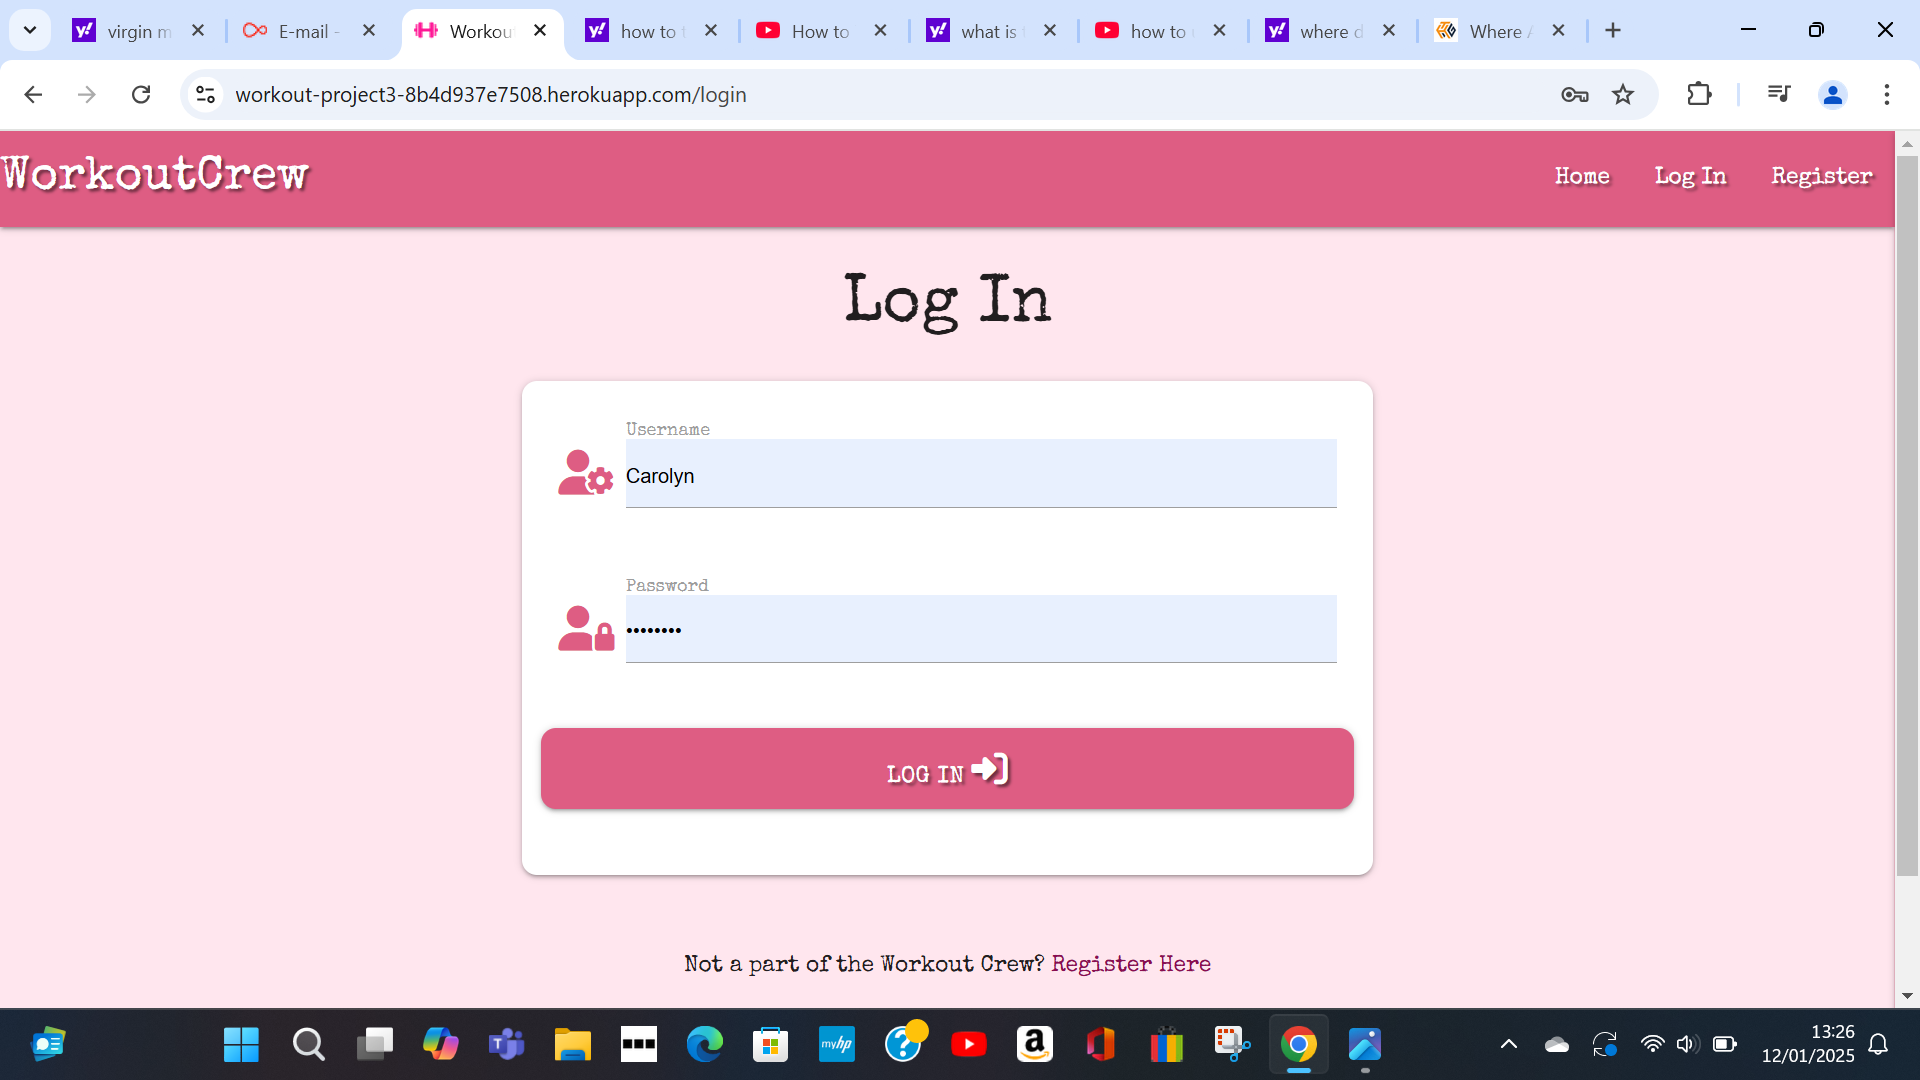 virgin m
E-mail -
Workou
how to f
How to
what is
how to
where d
Where A
workout-project3-8b4d937e7508.herokuapp.com/login
WorkoutCrew
Home
Log In
Register
Log In
Username
Carolyn
Password
••••••••
LOG IN
Not a part of the Workout Crew? Register Here
myhp
13:26
12/01/2025